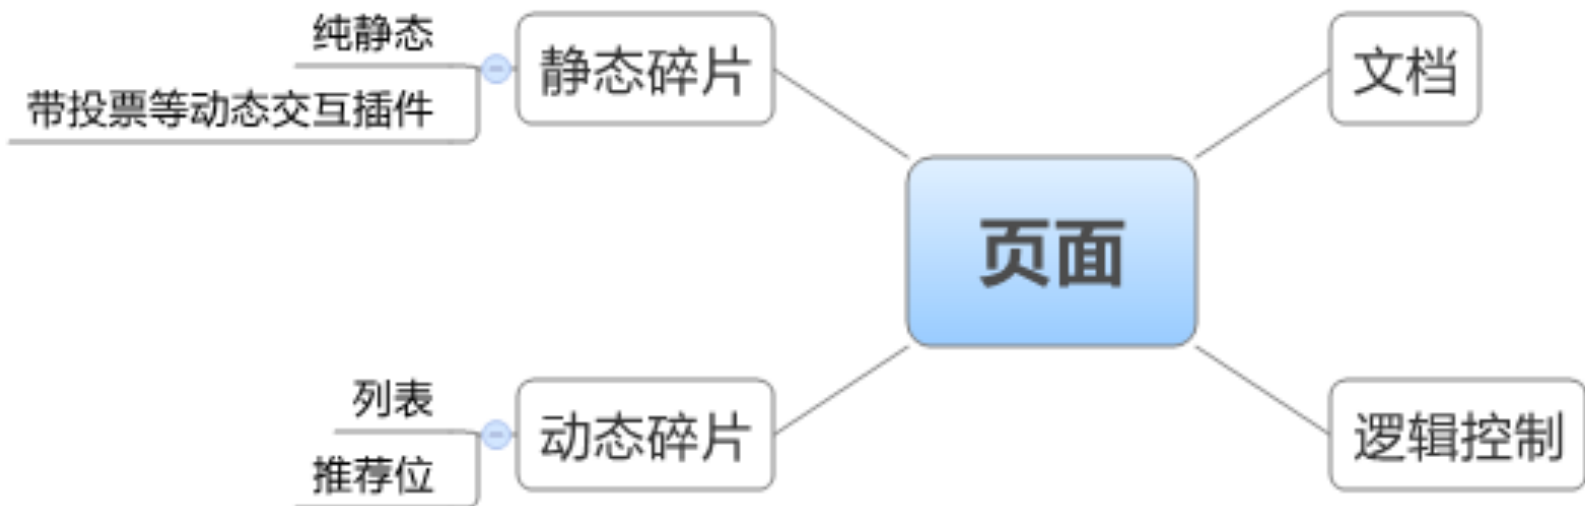 纯静态
静态碎片
文档
带投票等动态交互插件
页面
列表
动态碎片
逻辑控制
推荐位